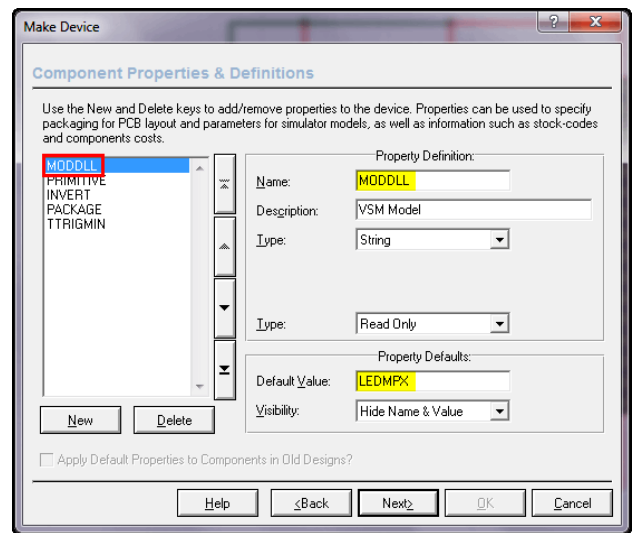 Make Device
Component Properties & Definitions
Use the New and Delete keys to add/remove properties to the device. Properties can be used to specify
packaging for PCB layout and parameters for simulator models, as well as information such as stock-codes
and components costs.
MODDLL
PRIMITIVE
INVERT
PACKAGE
TTRIGMIN
Property Definition:
Name: MODDLL
Description: VSM Model
Type: String
Type: Read Only
Property Defaults:
Default Value: LEDMPX
Visibility: Hide Name & Value
New Delete
Apply Default Properties to Components in Old Designs?
Help <Back Next> OK Cancel